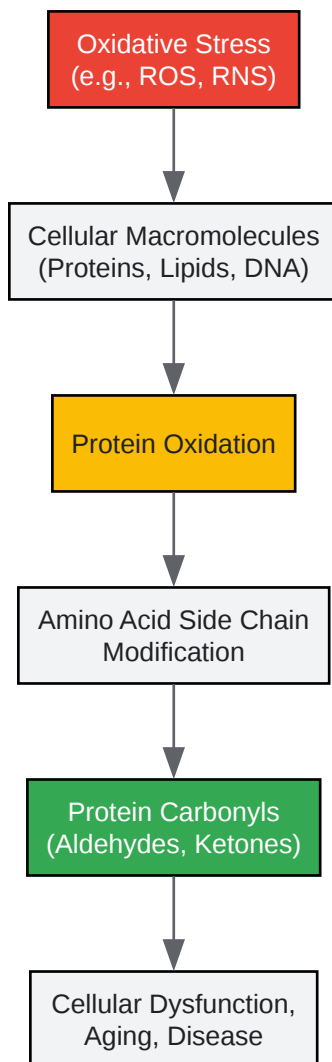 Oxidative Stress
(e.g., ROS, RNS)
Cellular Macromolecules
(Proteins, Lipids, DNA)
Protein Oxidation
Amino Acid Side Chain
Modification
Protein Carbonyls
(Aldehydes, Ketones)
Cellular Dysfunction,
Aging, Disease